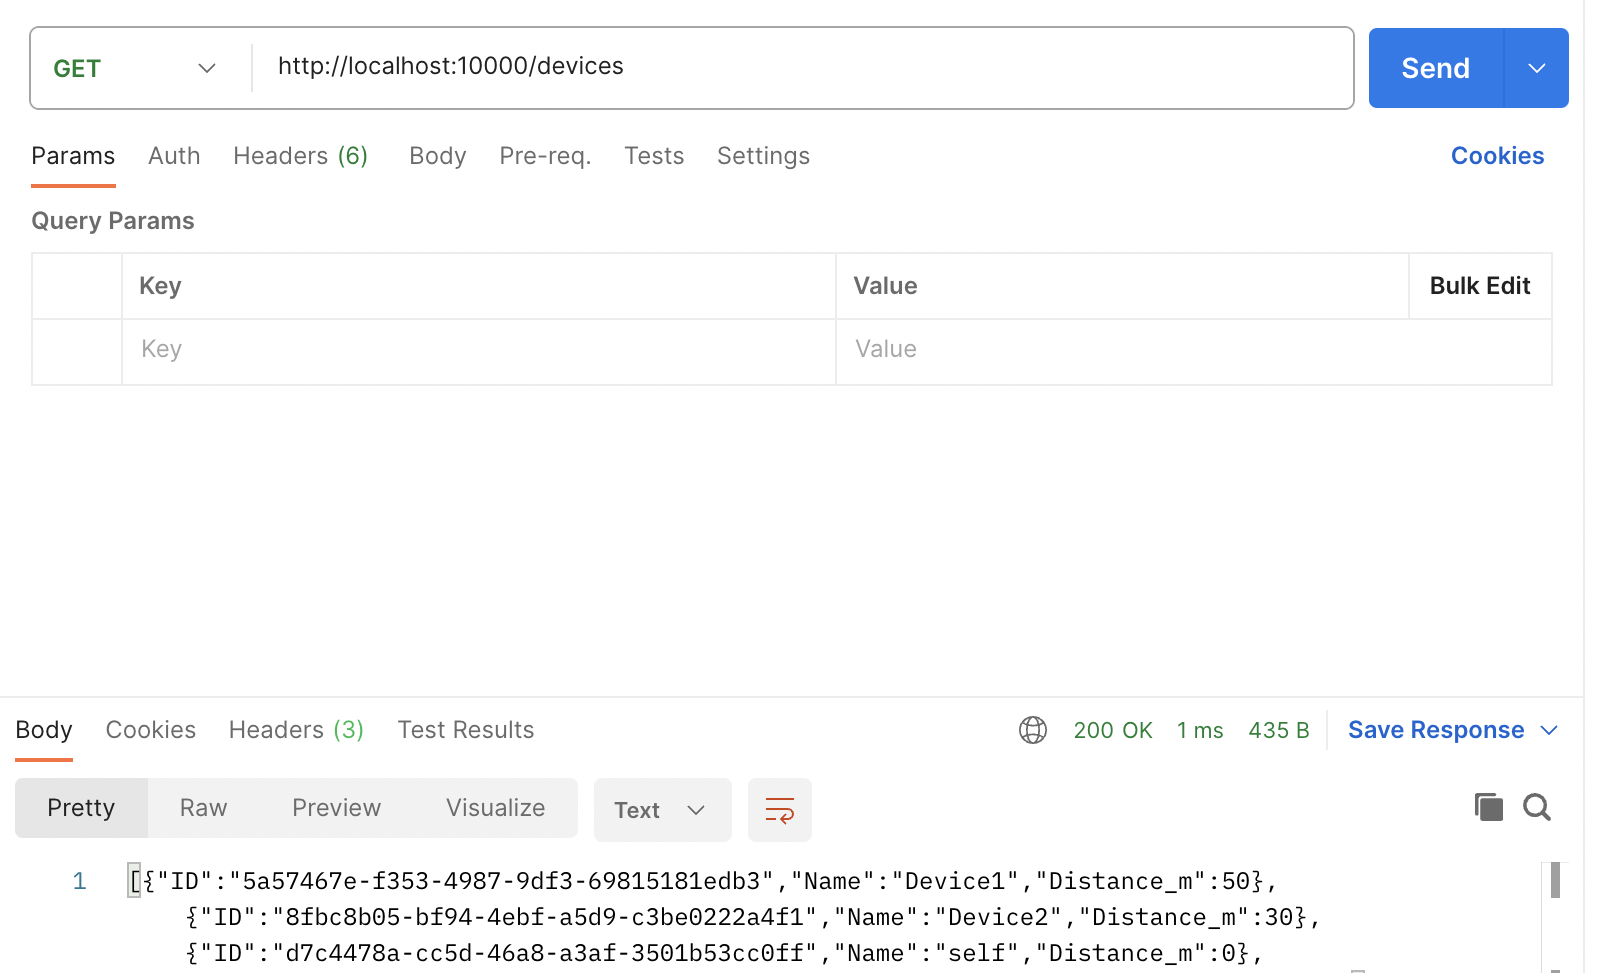 GET http://localhost:10000/devices Send
Params Auth Headers (6) Body Pre-req. Tests Settings Cookies
Query Params
Key Value Bulk Edit
Key Value
Body Cookies Headers (3) Test Results 200 OK 1 ms 435 B Save Response
Pretty Raw Preview Visualize Text
1 [{"ID":"5a57467e-f353-4987-9df3-69815181edb3","Name":"Device1","Distance_m":50},
{"ID":"8fbc8b05-bf94-4ebf-a5d9-c3be0222a4f1","Name":"Device2","Distance_m":30},
{"ID":"d7c4478a-cc5d-46a8-a3af-3501b53cc0ff","Name":"self","Distance_m":0},